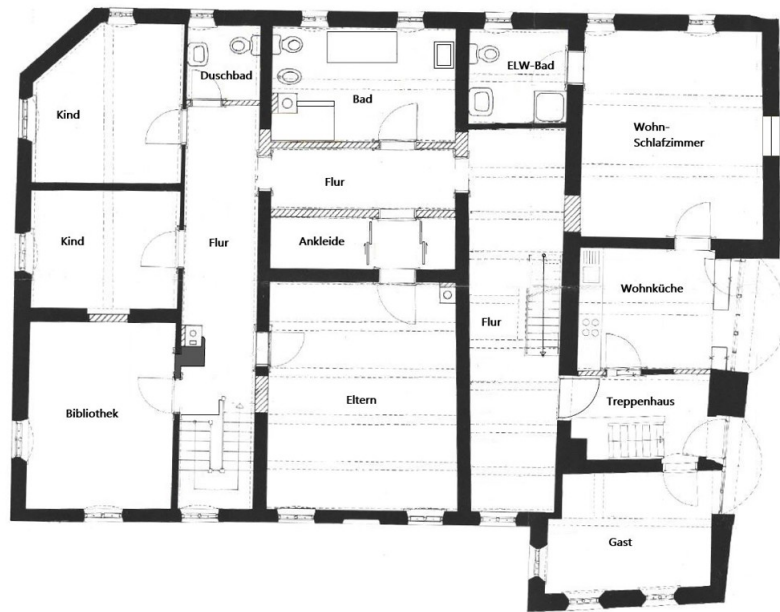 Kind
Duschbad
Bad
ELW-Bad
Wohn-
Schlafzimmer
Flur
Kind
Flur
Ankleide
Flur
Wohnküche
Bibliothek
Eltern
Treppenhaus
Gast